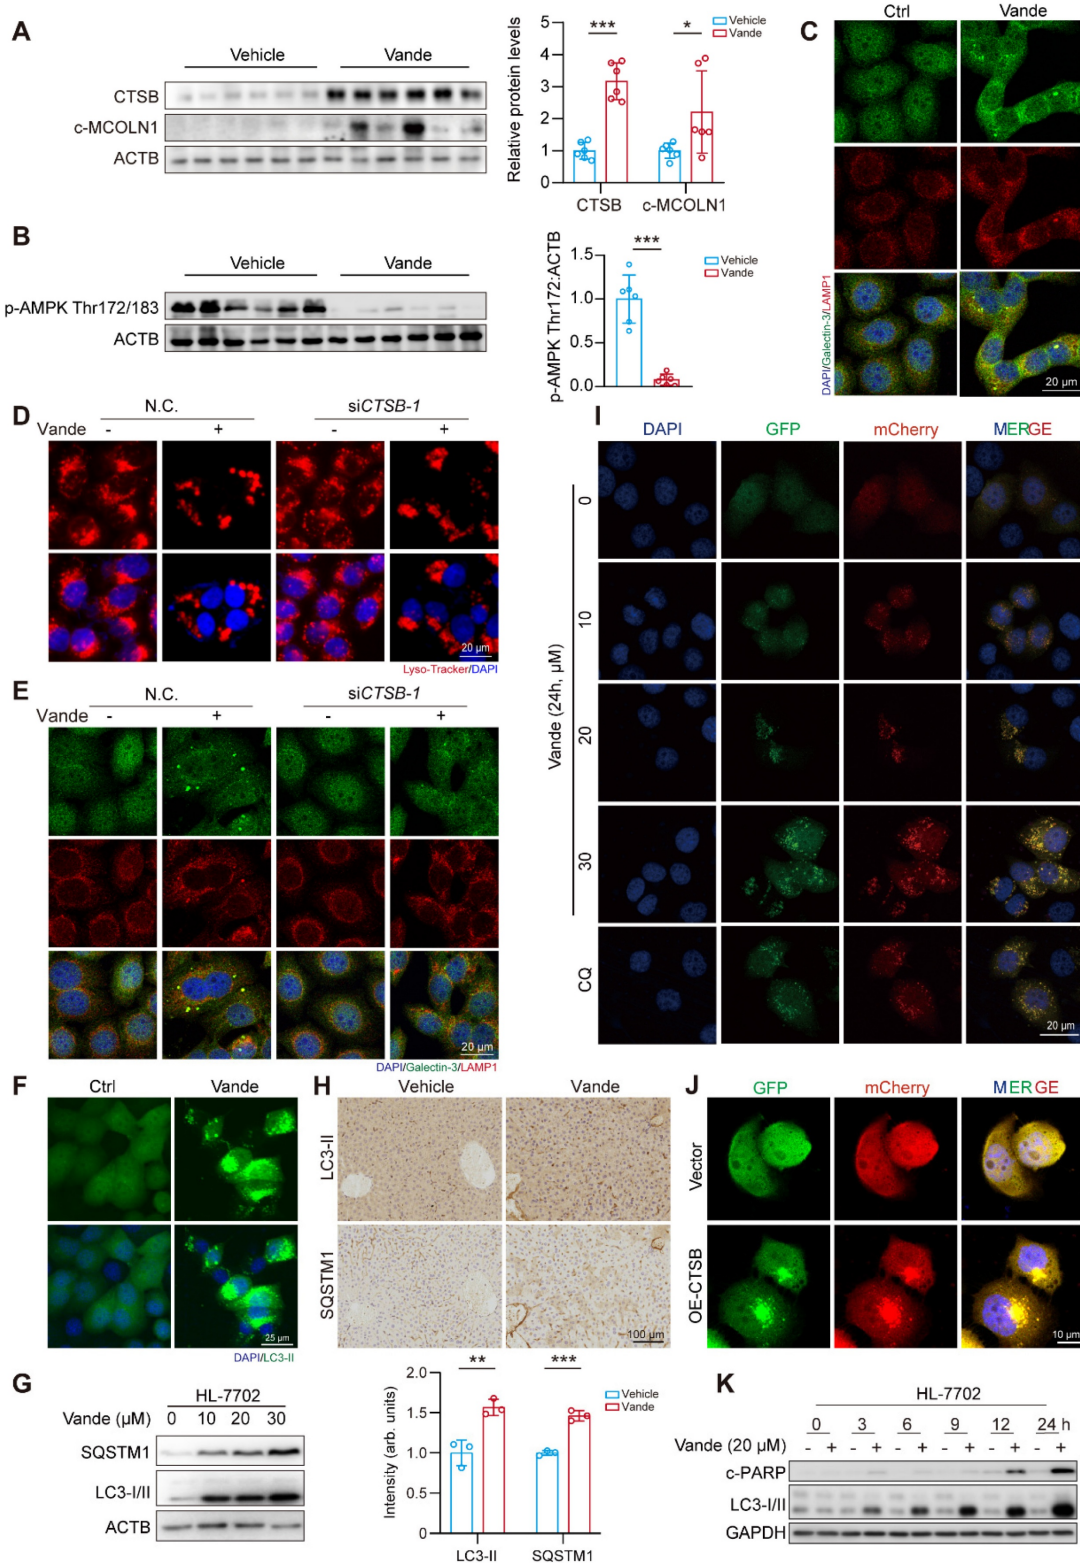 A
Vehicle
Vande
CTSB
c-MCOLN1
ACTB
Relative protein levels
5
4
3
2
1
0
***
*
Vehicle
Vande
CTSB
c-MCOLN1
B
Vehicle
Vande
p-AMPK Thr172/183
ACTB
p-AMPK Thr172:ACTB
1.5
1.0
0.5
0.0
***
Vehicle
Vande
C
Ctrl
Vande
DAPI/Galectin-3/LAMP1
20 µm
D
N.C.
siCTSB-1
Vande
-
+
-
+
20 µm
Lyso-Tracker/DAPI
E
N.C.
siCTSB-1
Vande
-
+
-
+
20 µm
DAPI/Galectin-3/LAMP1
F
Ctrl
Vande
25 µm
DAPI/LC3-II
G
HL-7702
Vande (µM)
0
10
20
30
SQSTM1
LC3-I/II
ACTB
H
Vehicle
Vande
LC3-II
SQSTM1
100 µm
Intensity (arb. units)
2.0
1.5
1.0
0.5
0.0
**
***
Vehicle
Vande
LC3-II
SQSTM1
I
DAPI
GFP
mCherry
MERGE
Vande (24h, µM)
0
10
20
30
CQ
20 µm
J
GFP
mCherry
MERGE
Vector
OE-CTSB
10 µm
K
HL-7702
0
3
6
9
12
24 h
Vande (20 µM)
- + - + - + - + - + - +
c-PARP
LC3-I/II
GAPDH